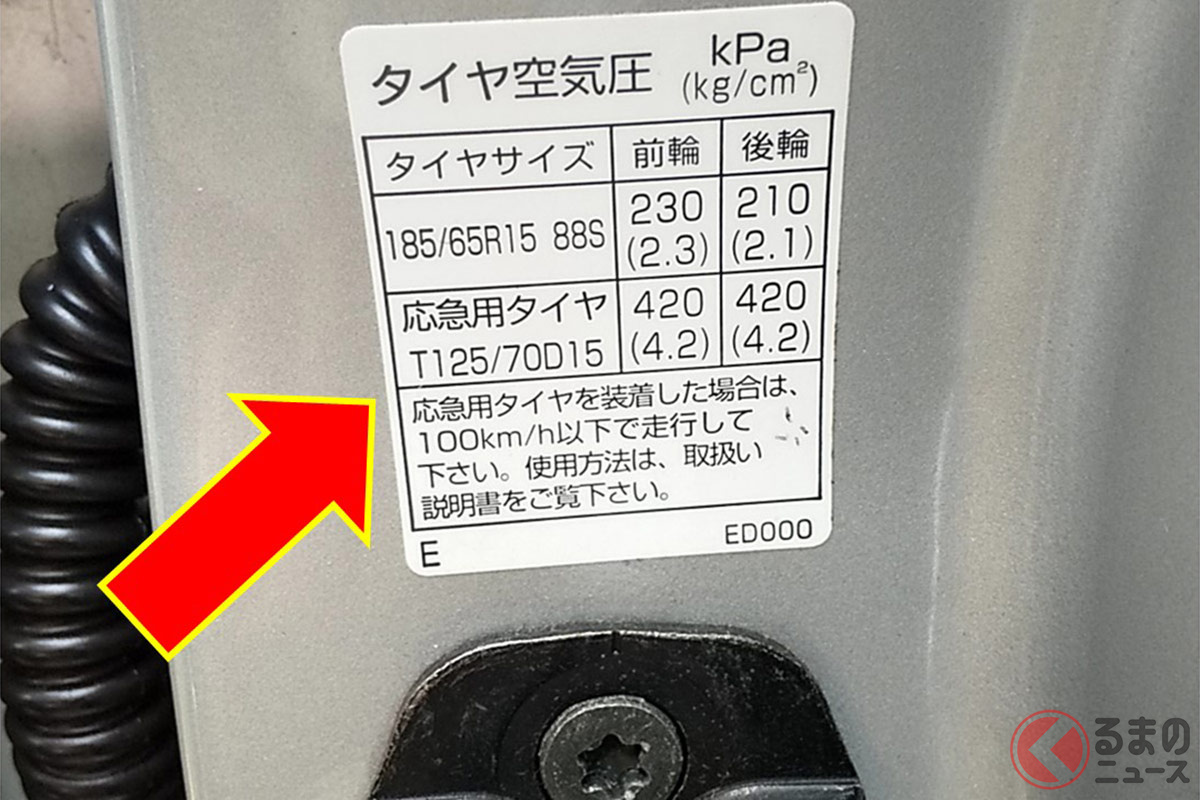 タイヤ空気圧 kPa
(kg/cm²)
タイヤサイズ 前輪 後輪
185/65R15 88S 230 210
(2.3) (2.1)
応急用タイヤ 420 420
T125/70D15 (4.2) (4.2)
応急用タイヤを装着した場合は、
100km/h以下で走行して
下さい。使用方法は、取扱い
説明書をご覧下さい。
E ED000
くるまの
ニュース